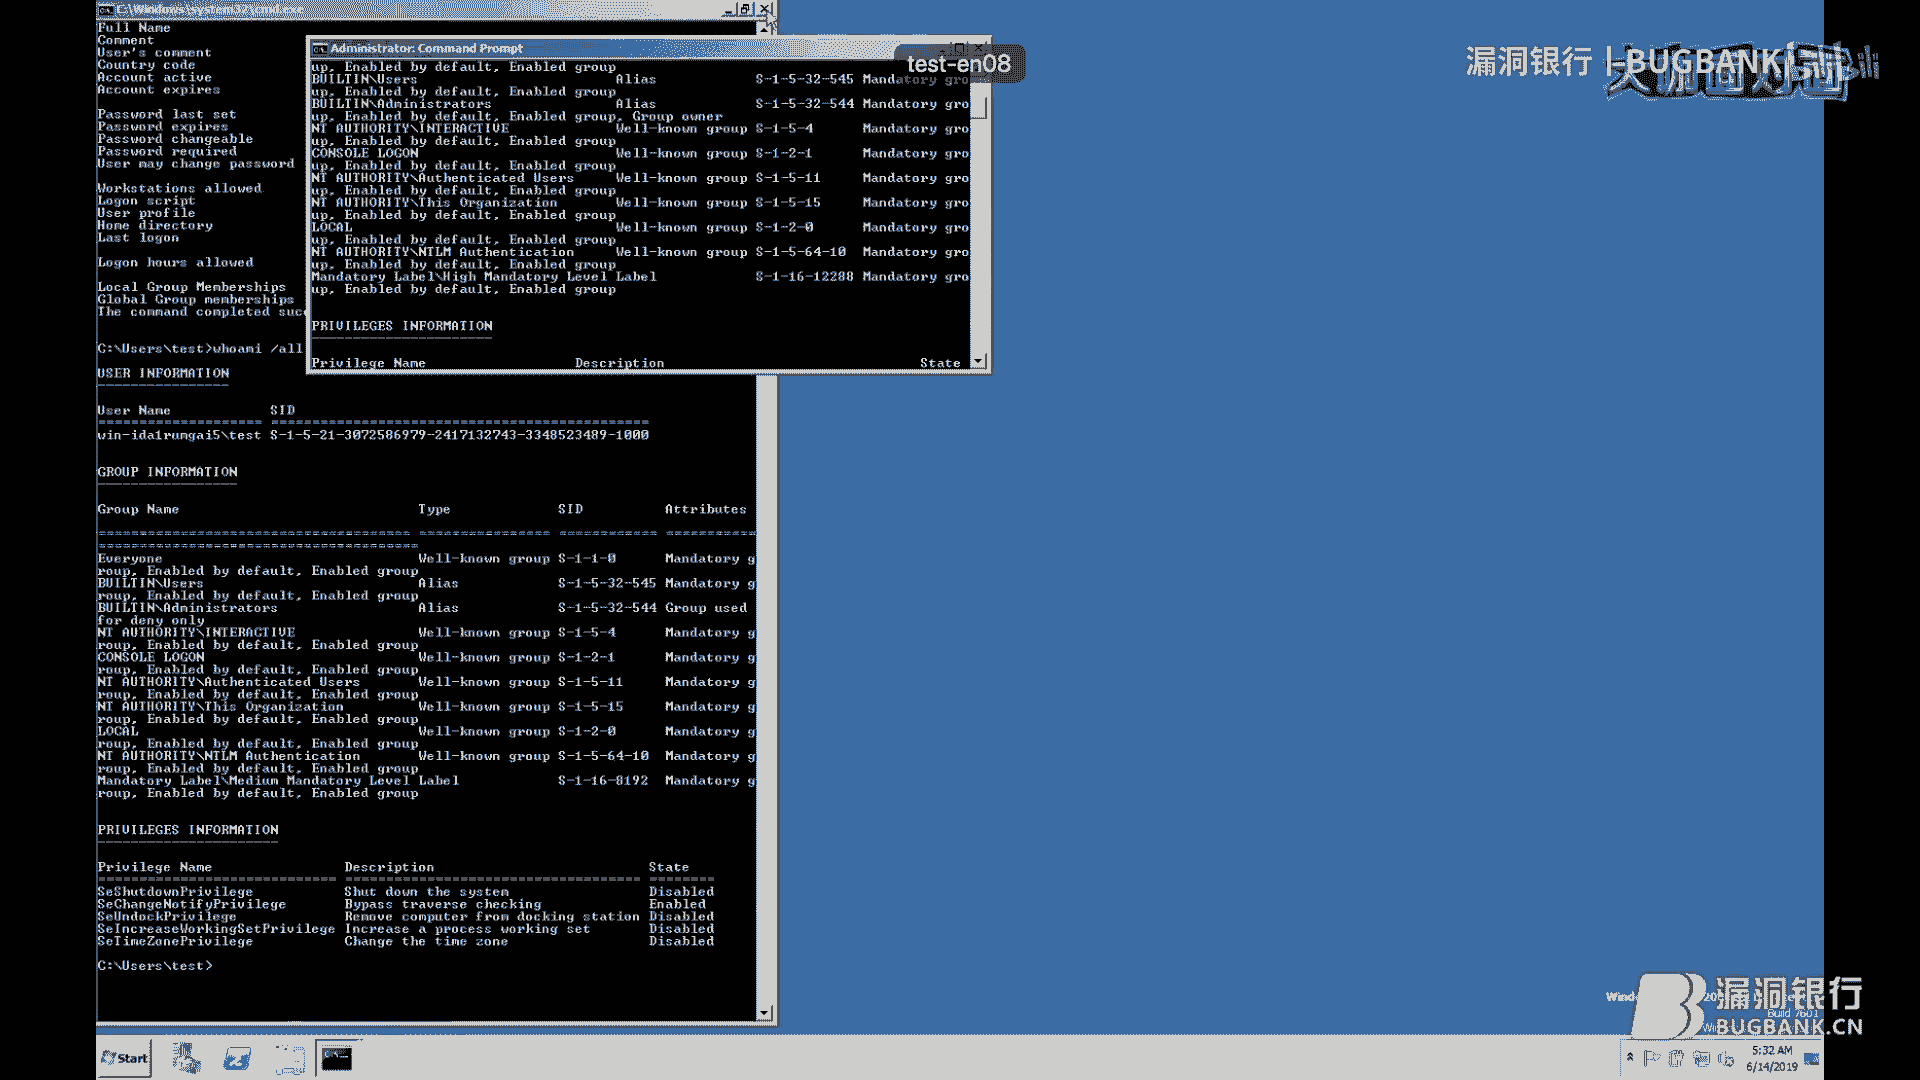 C:\Windows\system32\cmd.exe
Full Name
Comment
User's comment
Country code
Account active
Account expires
Password last set
Password expires
Password changeable
Password required
User may change password
Workstations allowed
Logon script
User profile
Home directory
Last logon
Logon hours allowed
Local Group Memberships
Global Group memberships
The command completed succ
C:\Users\test>whoami /all
USER INFORMATION
User Name SID
win-ida1rumgai5\test S-1-5-21-3072586979-2417132743-3348523489-1000
GROUP INFORMATION
Group Name Type SID Attributes
Everyone Well-known group S-1-1-0 Mandatory g
roup, Enabled by default, Enabled group
BUILTIN\Users Alias S-1-5-32-545 Mandatory g
roup, Enabled by default, Enabled group
BUILTIN\Administrators Alias S-1-5-32-544 Group used
for deny only
NT AUTHORITY\INTERACTIVE Well-known group S-1-5-4 Mandatory g
roup, Enabled by default, Enabled group
CONSOLE LOGON Well-known group S-1-2-1 Mandatory g
roup, Enabled by default, Enabled group
NT AUTHORITY\Authenticated Users Well-known group S-1-5-11 Mandatory g
roup, Enabled by default, Enabled group
NT AUTHORITY\This Organization Well-known group S-1-5-15 Mandatory g
roup, Enabled by default, Enabled group
LOCAL Well-known group S-1-2-0 Mandatory g
roup, Enabled by default, Enabled group
NT AUTHORITY\NTLM Authentication Well-known group S-1-5-64-10 Mandatory g
roup, Enabled by default, Enabled group
Mandatory Label\Medium Mandatory Level Label S-1-16-8192 Mandatory g
roup, Enabled by default, Enabled group
PRIVILEGES INFORMATION
Privilege Name Description State
SeShutdownPrivilege Shut down the system Disabled
SeChangeNotifyPrivilege Bypass traverse checking Enabled
SeUndockPrivilege Remove computer from docking station Disabled
SeIncreaseWorkingSetPrivilege Increase a process working set Disabled
SeTimeZonePrivilege Change the time zone Disabled
C:\Users\test>
Administrator: Command Prompt
test-en08
up, Enabled by default, Enabled group
BUILTIN\Users Alias S-1-5-32-545 Mandatory gro
up, Enabled by default, Enabled group
BUILTIN\Administrators Alias S-1-5-32-544 Mandatory gro
up, Enabled by default, Enabled group, Group owner
NT AUTHORITY\INTERACTIVE Well-known group S-1-5-4 Mandatory gro
up, Enabled by default, Enabled group
CONSOLE LOGON Well-known group S-1-2-1 Mandatory gro
up, Enabled by default, Enabled group
NT AUTHORITY\Authenticated Users Well-known group S-1-5-11 Mandatory gro
up, Enabled by default, Enabled group
NT AUTHORITY\This Organization Well-known group S-1-5-15 Mandatory gro
up, Enabled by default, Enabled group
LOCAL Well-known group S-1-2-0 Mandatory gro
up, Enabled by default, Enabled group
NT AUTHORITY\NTLM Authentication Well-known group S-1-5-64-10 Mandatory gro
up, Enabled by default, Enabled group
Mandatory Label\High Mandatory Level Label S-1-16-12288 Mandatory gro
up, Enabled by default, Enabled group
PRIVILEGES INFORMATION
Privilege Name Description State
漏洞银行 | BUGBANK
漏洞银行
BUGBANK.CN
Build 7601
Start
5:32 AM
6/14/2019